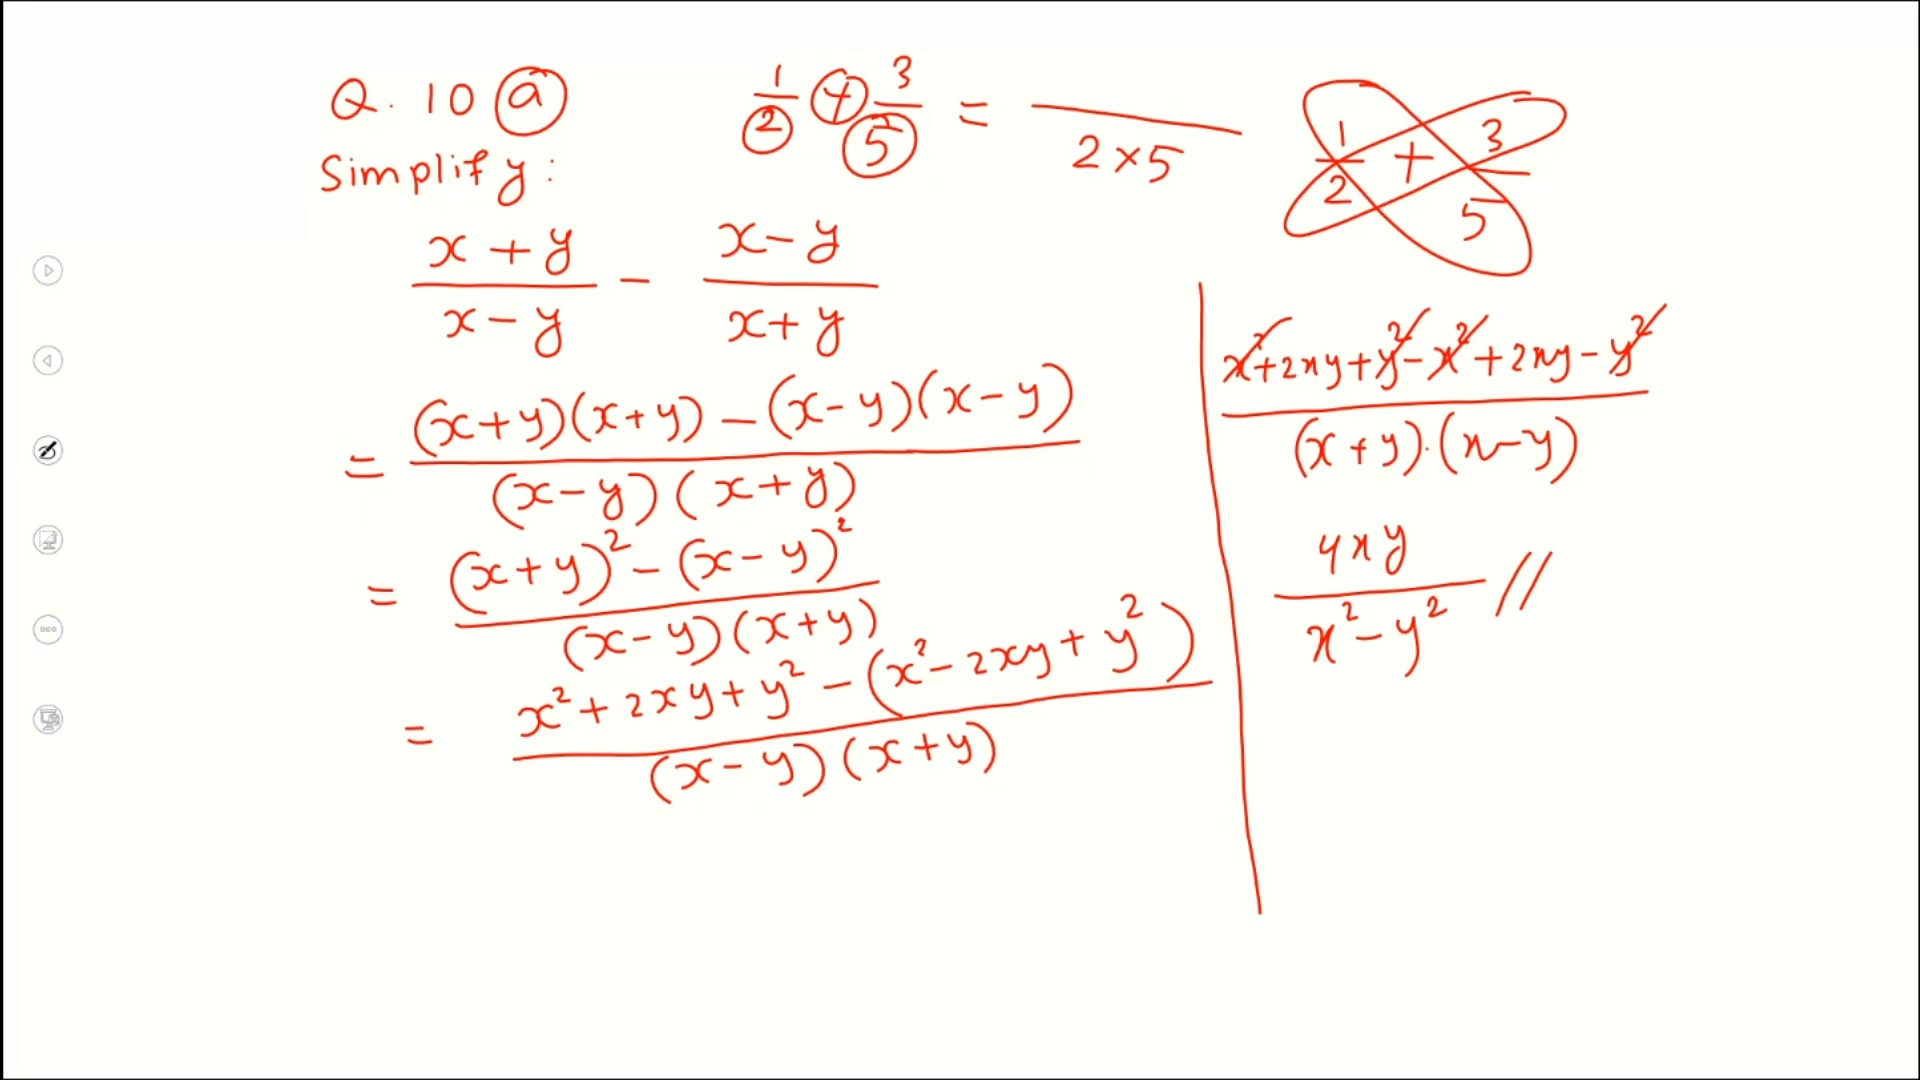 Q. 10 (a)
Simplify:
1/2 + 3/5 = /(2×5)
1/2 + 3/5
(x+y)/(x-y) - (x-y)/(x+y)
= ((x+y)(x+y) - (x-y)(x-y))/((x-y)(x+y))
= ((x+y)² - (x-y)²)/((x-y)(x+y))
= (x²+2xy+y² - (x²-2xy+y²))/((x-y)(x+y))
(x²+2xy+y²-x²+2xy-y²)/((x+y).(x-y))
4xy/(x²-y²) //